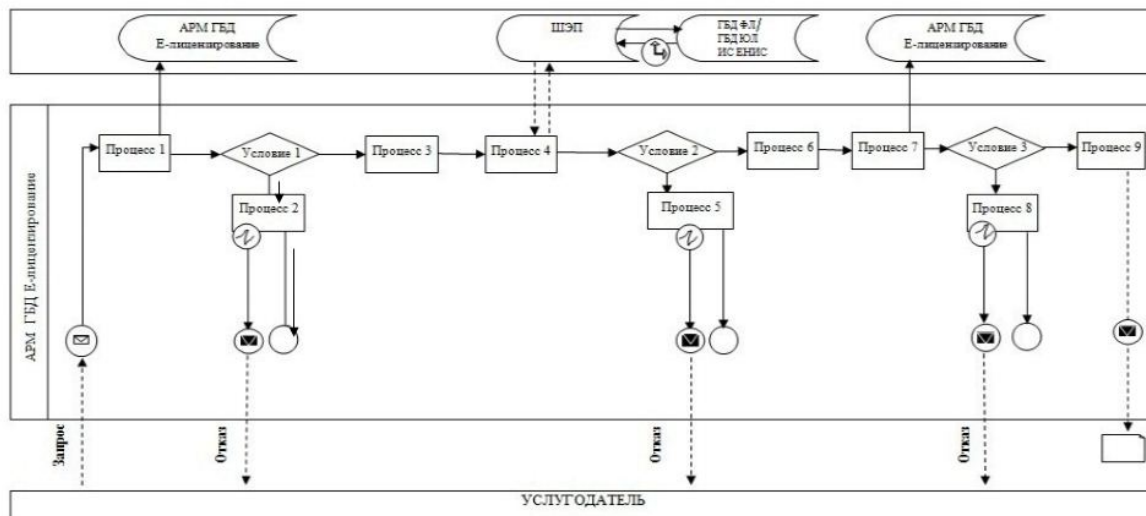 АРМ ГБД
Е-лицензирование
ШЭП
ГБД ФЛ/
ГБД ЮЛ
ИС ЕНИС
АРМ ГБД
Е-лицензирование
АРМ ГБД Е-лицензирование
Процесс 1
Условие 1
Процесс 3
Процесс 4
Условие 2
Процесс 6
Процесс 7
Условие 3
Процесс 9
Процесс 2
Процесс 5
Процесс 8
Запрос
Отказ
Отказ
Отказ
УСЛУГОДАТЕЛЬ